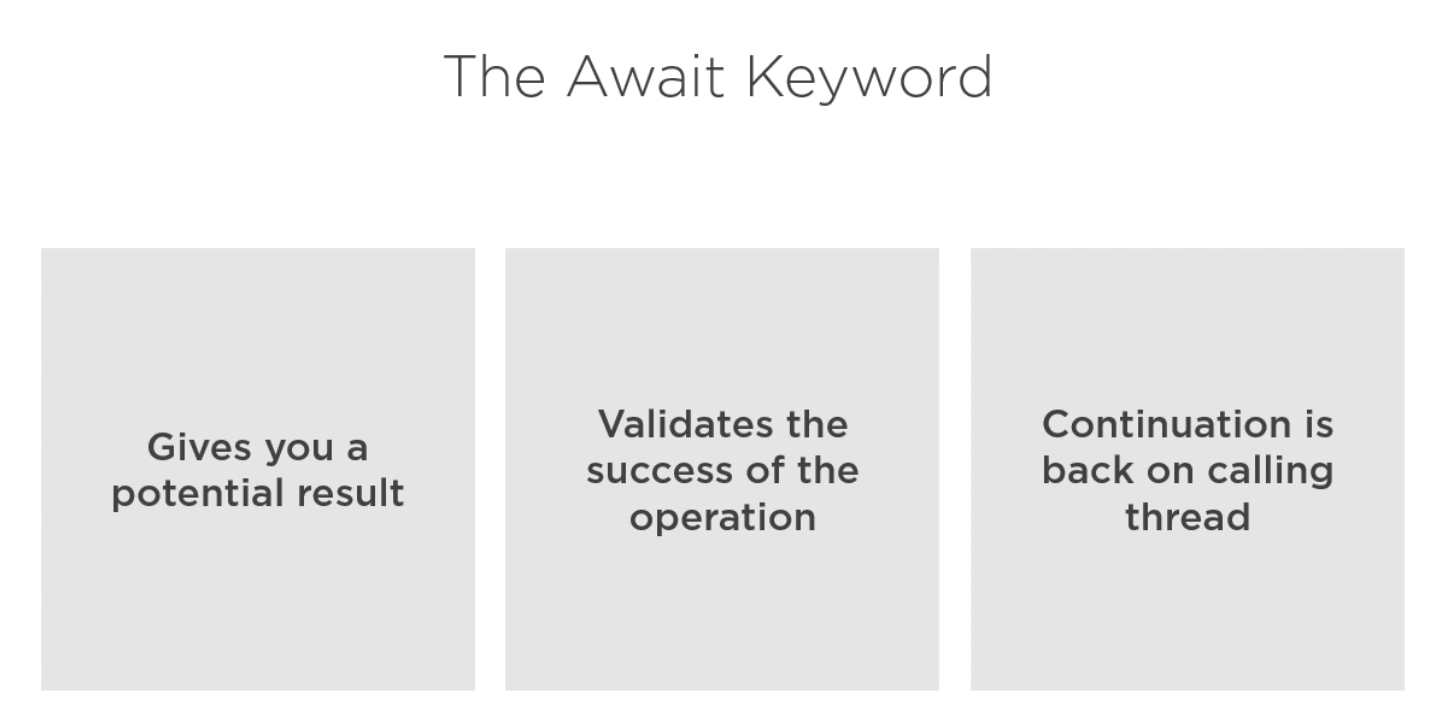 The Await Keyword
Gives you a
potential result
Validates the
success of the
operation
Continuation is
back on calling
thread